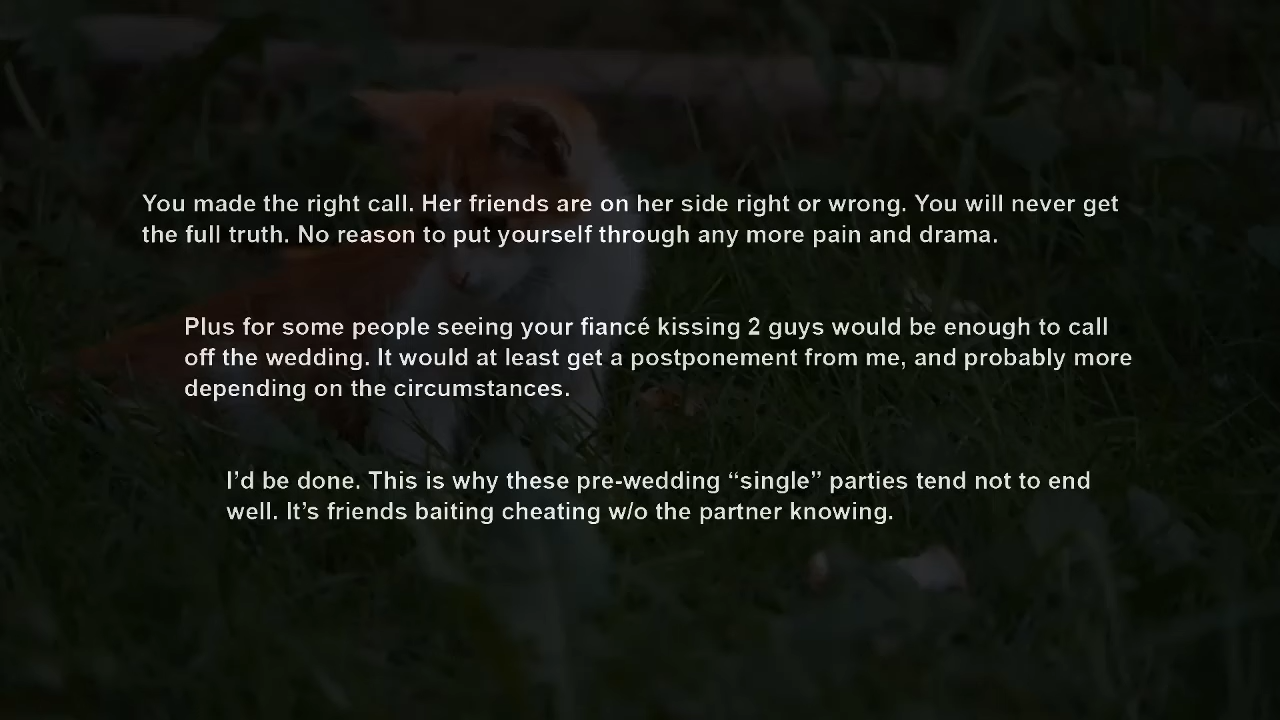 You made the right call. Her friends are on her side right or wrong. You will never get
the full truth. No reason to put yourself through any more pain and drama.
Plus for some people seeing your fiancé kissing 2 guys would be enough to call
off the wedding. It would at least get a postponement from me, and probably more
depending on the circumstances.
I’d be done. This is why these pre-wedding “single” parties tend not to end
well. It’s friends baiting cheating w/o the partner knowing.